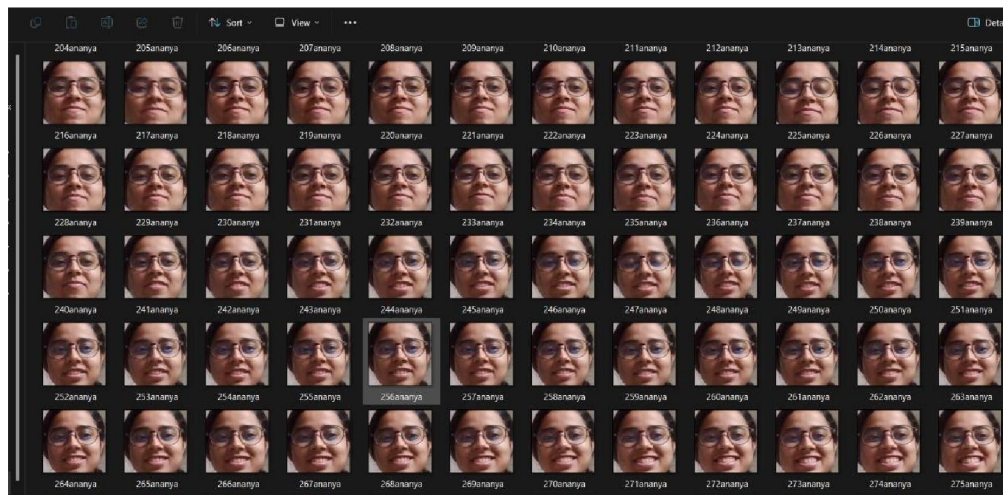 Sort View ...
204ananya 205ananya 206ananya 207ananya 208ananya 209ananya 210ananya 211ananya 212ananya 213ananya 214ananya 215ananya
216ananya 217ananya 218ananya 219ananya 220ananya 221ananya 222ananya 223ananya 224ananya 225ananya 226ananya 227ananya
228ananya 229ananya 230ananya 231ananya 232ananya 233ananya 234ananya 235ananya 236ananya 237ananya 238ananya 239ananya
240ananya 241ananya 242ananya 243ananya 244ananya 245ananya 246ananya 247ananya 248ananya 249ananya 250ananya 251ananya
252ananya 253ananya 254ananya 255ananya 256ananya 257ananya 258ananya 259ananya 260ananya 261ananya 262ananya 263ananya
264ananya 265ananya 266ananya 267ananya 268ananya 269ananya 270ananya 271ananya 272ananya 273ananya 274ananya 275ananya